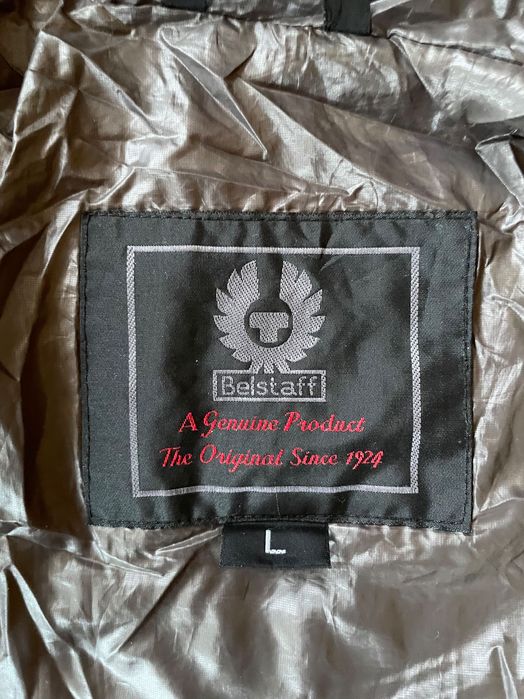 Belstaff
A Genuine Product
The Original Since 1924
L